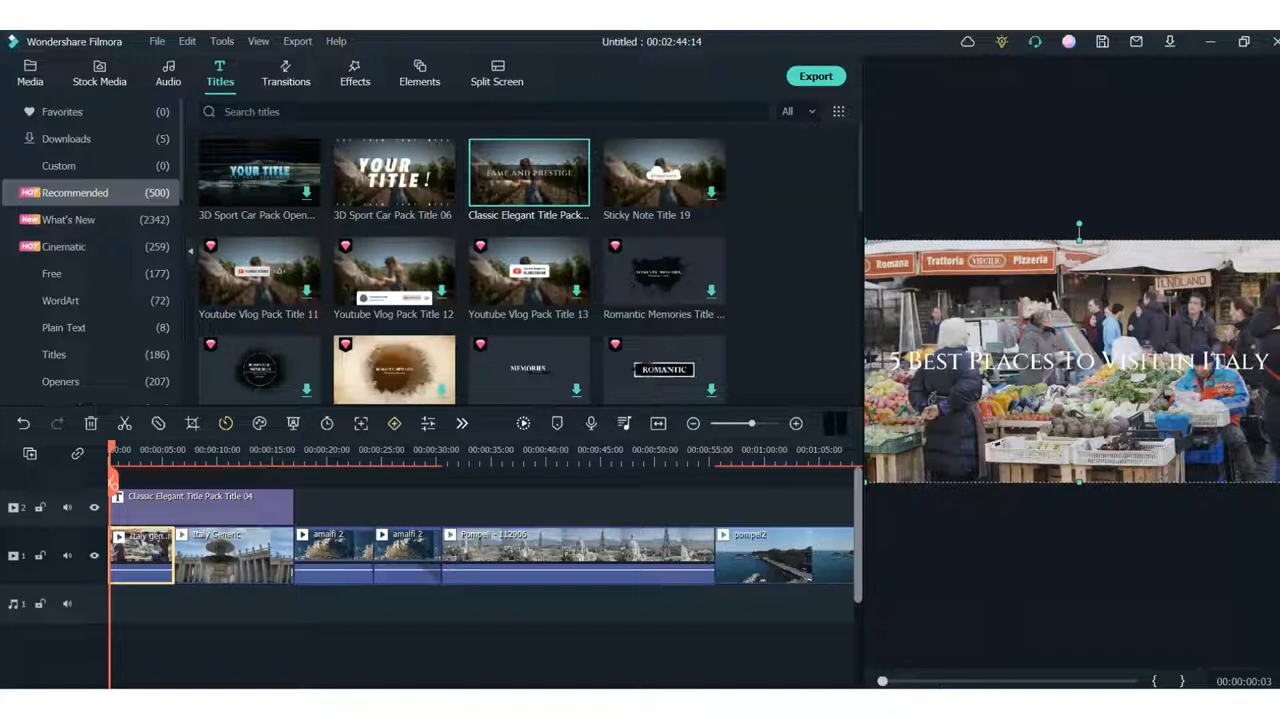 Wondershare Filmora File Edit Tools View Export Help Untitled : 00:02:44:14
Media Stock Media Audio Titles Transitions Effects Elements Split Screen Export
Favorites (0) Search titles All
Downloads (5)
Custom (0)
HOT Recommended (500)
New What's New (2342)
HOT Cinematic (259)
Free (177)
WordArt (72)
Plain Text (8)
Titles (186)
Openers (207)
YOUR TITLE
YOUR TITLE!
FAME AND PRESTIGE
3D Sport Car Pack Open... 3D Sport Car Pack Title 06 Classic Elegant Title Pack... Sticky Note Title 19
Youtube Vlog Pack Title 11 Youtube Vlog Pack Title 12 Youtube Vlog Pack Title 13 Romantic Memories Title ...
MEMORIES
ROMANTIC
Romana Trattoria VECILIC Pizzeria
5 Best Places To Visit in Italy
:00:00 00:00:05:00 00:00:10:00 00:00:15:00 00:00:30:00 00:00:35:00 00:00:40:00 00:00:45:00 00:00:50:00 00:00:55:00 00:01:00:00 00:01:05:00
2 T Classic Elegant Title Pack Title 04
1 Italy gen... Italy Generic amalfi 2 amalfi 2 Pompei - 112906 pompei2
1
{ } 00:00:00:03